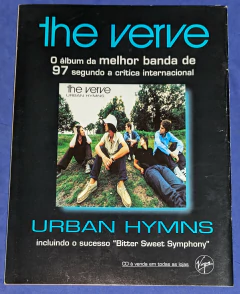 the verve
O álbum da melhor banda de
97 segundo a crítica internacional
the verve
URBAN HYMNS
URBAN HYMNS
incluindo o sucesso "Bitter Sweet Symphony"
CD à venda em todas as lojas
Virgin